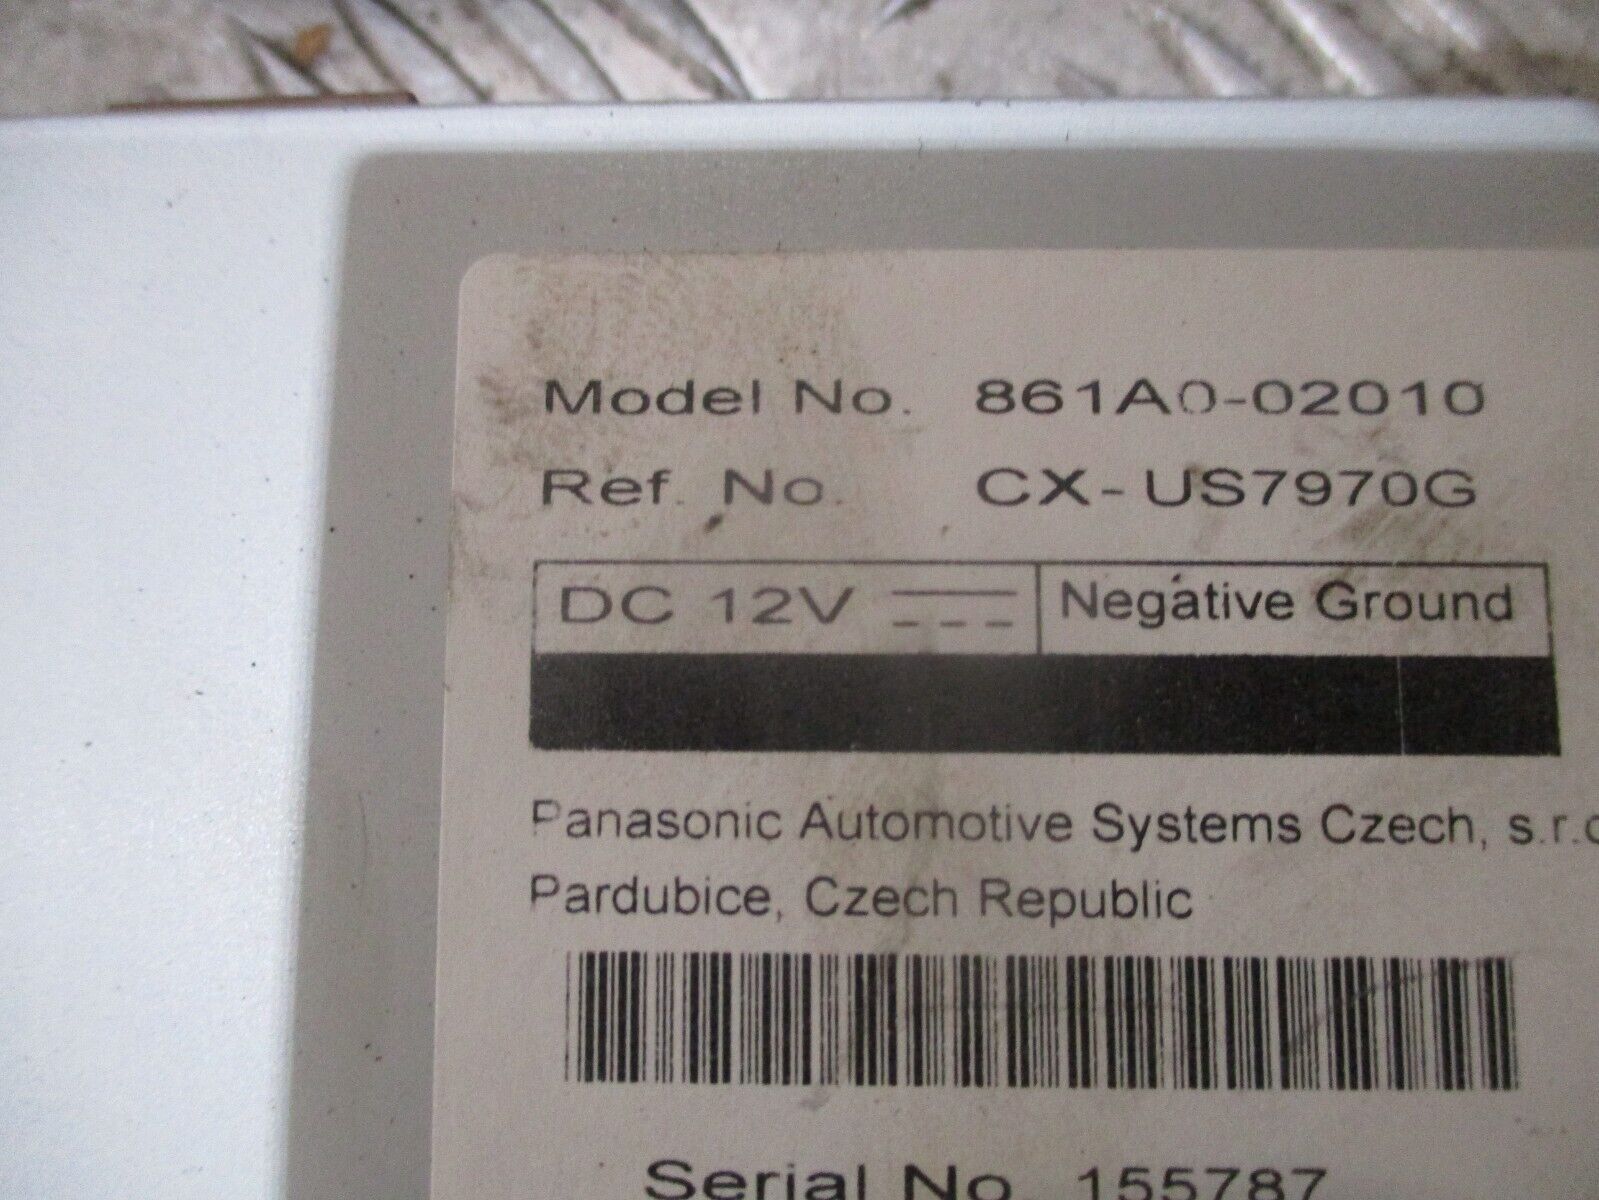 Model No. 861A0-02010
Ref. No. CX-US7970G
DC 12V Negative Ground
Panasonic Automotive Systems Czech, s.r.o
Pardubice, Czech Republic
Serial No. 155787